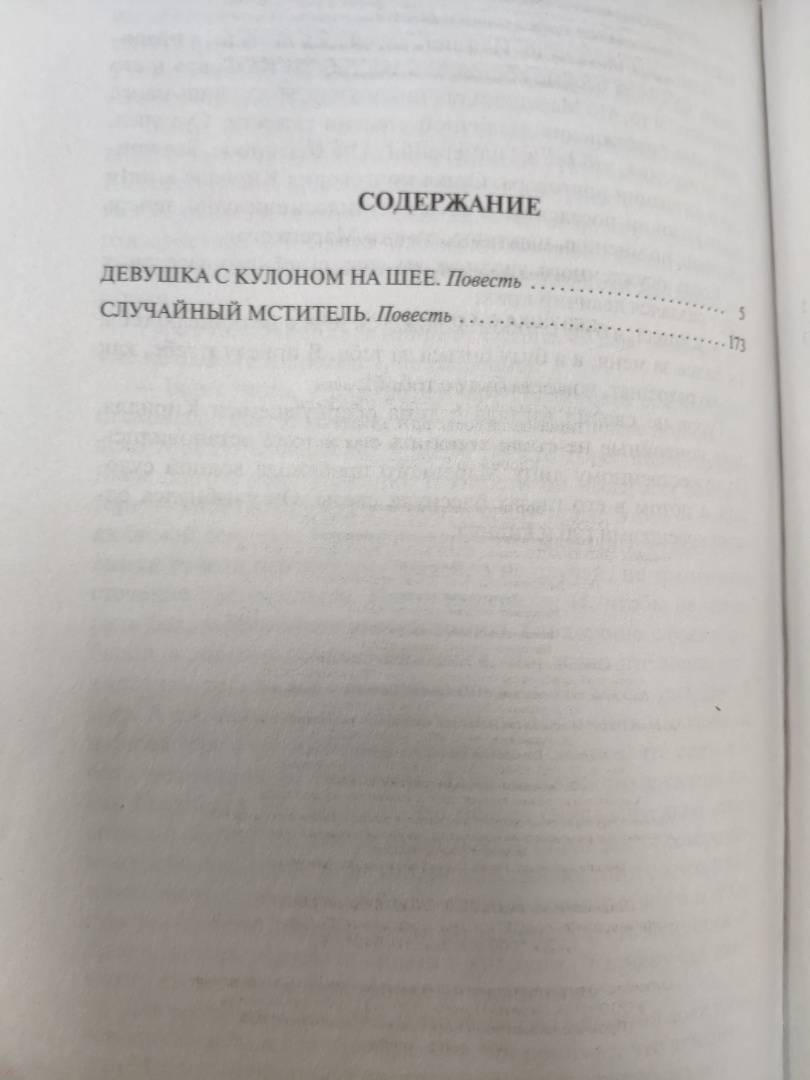 СОДЕРЖАНИЕ
ДЕВУШКА С КУЛОНОМ НА ШЕЕ. Повесть . . . . . . . . . . . . . . . . . . . . . 5
СЛУЧАЙНЫЙ МСТИТЕЛЬ. Повесть . . . . . . . . . . . . . . . . . . . . . . . . . . . 173